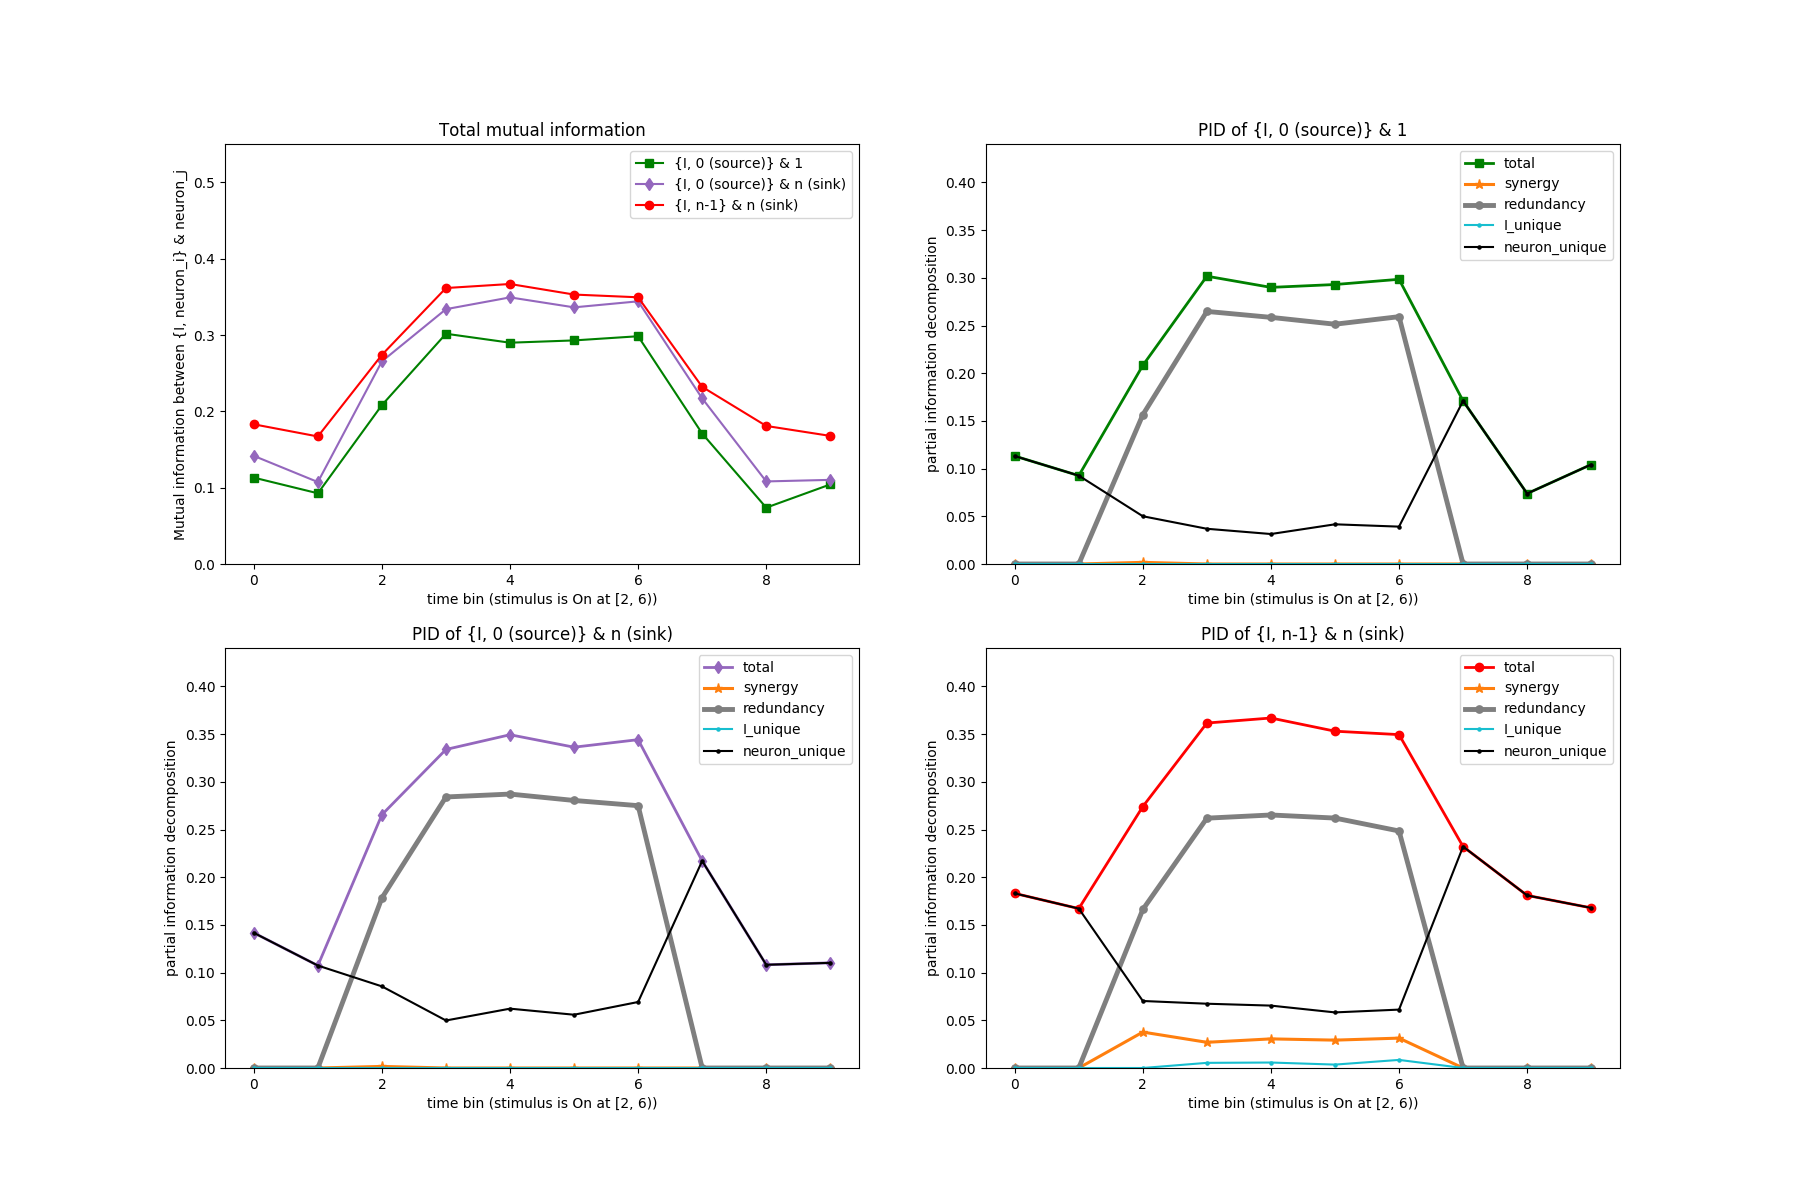 Total mutual information
Mutual information between {I, neuron_i} & neuron_j
0.5
0.4
0.3
0.2
0.1
0.0
{I, 0 (source)} & 1
{I, 0 (source)} & n (sink)
{I, n-1} & n (sink)
0 2 4 6 8
time bin (stimulus is On at [2, 6))
PID of {I, 0 (source)} & 1
partial information decomposition
0.40
0.35
0.30
0.25
0.20
0.15
0.10
0.05
0.00
total
synergy
redundancy
I_unique
neuron_unique
0 2 4 6 8
time bin (stimulus is On at [2, 6))
PID of {I, 0 (source)} & n (sink)
partial information decomposition
0.40
0.35
0.30
0.25
0.20
0.15
0.10
0.05
0.00
total
synergy
redundancy
I_unique
neuron_unique
0 2 4 6 8
time bin (stimulus is On at [2, 6))
PID of {I, n-1} & n (sink)
partial information decomposition
0.40
0.35
0.30
0.25
0.20
0.15
0.10
0.05
0.00
total
synergy
redundancy
I_unique
neuron_unique
0 2 4 6 8
time bin (stimulus is On at [2, 6))